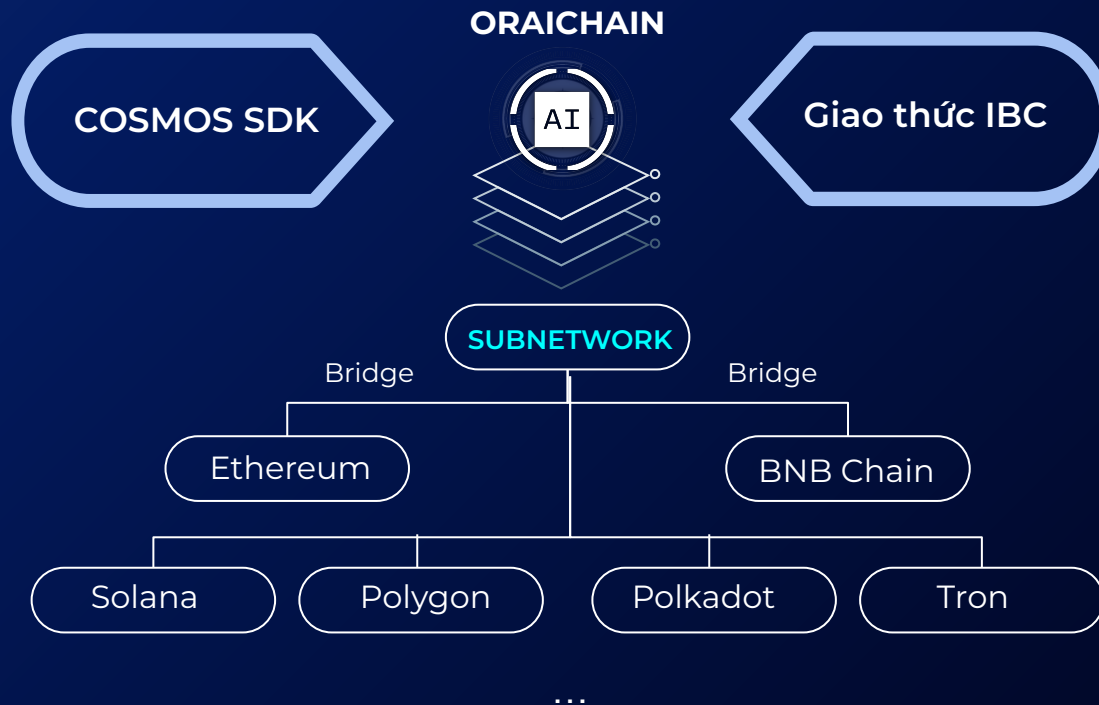 ORAICHAIN
COSMOS SDK
AI
Giao thức IBC
SUBNETWORK
Bridge
Bridge
Ethereum
BNB Chain
Solana
Polygon
Polkadot
Tron
...